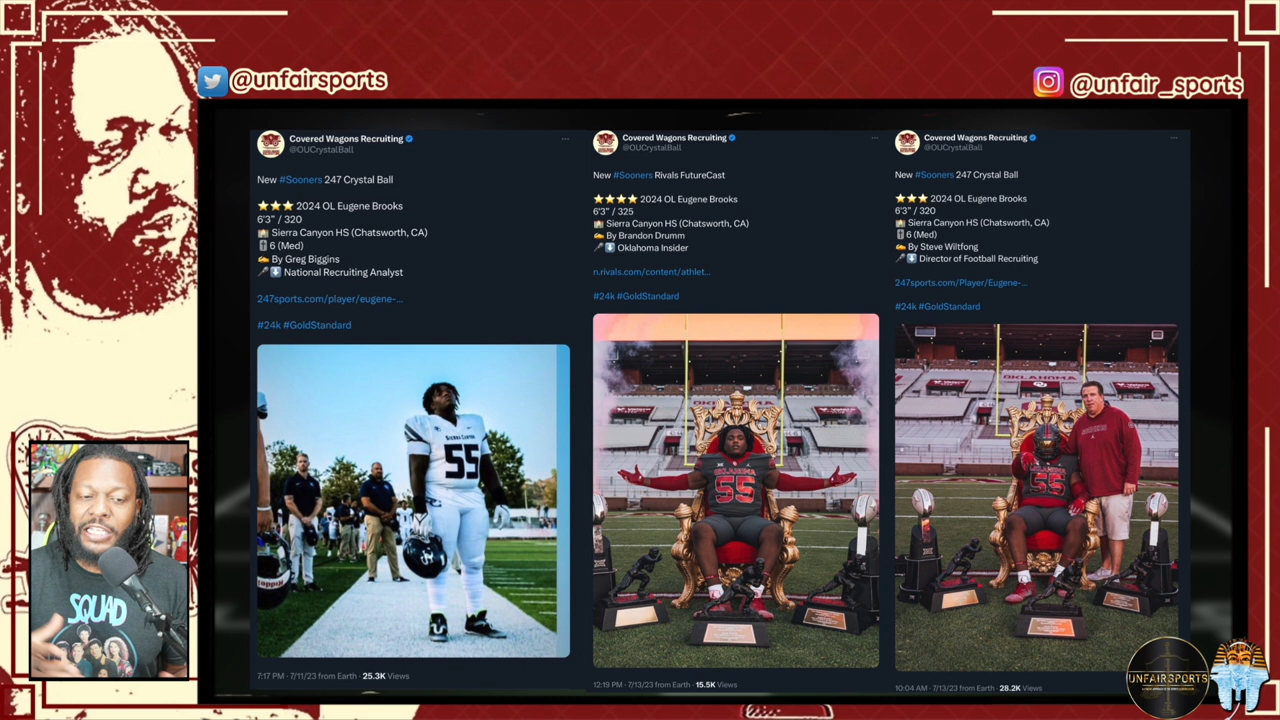 @unfairsports
@unfair_sports
Covered Wagons Recruiting
@OUCrystalBall
New #Sooners 247 Crystal Ball
2024 OL Eugene Brooks
6'3" / 320
Sierra Canyon HS (Chatsworth, CA)
6 (Med)
By Greg Biggins
National Recruiting Analyst
247sports.com/player/eugene-...
#24k #GoldStandard
SIERRA CANYON
55
7:17 PM · 7/11/23 from Earth · 25.3K Views
Covered Wagons Recruiting
@OUCrystalBall
New #Sooners Rivals FutureCast
2024 OL Eugene Brooks
6'3" / 325
Sierra Canyon HS (Chatsworth, CA)
By Brandon Drumm
Oklahoma Insider
n.rivals.com/content/athlet...
#24k #GoldStandard
OKLAHOMA
OKLAHOMA
55
12:19 PM · 7/13/23 from Earth · 15.5K Views
Covered Wagons Recruiting
@OUCrystalBall
New #Sooners 247 Crystal Ball
2024 OL Eugene Brooks
6'3" / 320
Sierra Canyon HS (Chatsworth, CA)
6 (Med)
By Steve Wiltfong
Director of Football Recruiting
247sports.com/Player/Eugene-...
#24k #GoldStandard
OKLAHOMA
55
10:04 AM · 7/13/23 from Earth · 28.2K Views
SQUAD
UNFAIRSPORTS